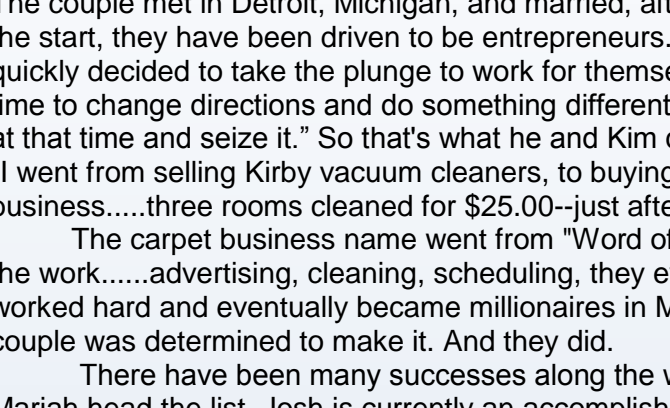 The couple met in Detroit, Michigan, and married, aft
he start, they have been driven to be entrepreneurs.
quickly decided to take the plunge to work for themse
ime to change directions and do something different
at that time and seize it.” So that's what he and Kim
I went from selling Kirby vacuum cleaners, to buying
business.....three rooms cleaned for $25.00--just afte
The carpet business name went from "Word of
he work......advertising, cleaning, scheduling, they e
worked hard and eventually became millionaires in M
couple was determined to make it. And they did.
There have been many successes along the w
Mariah head the list. Josh is currently an accomplish